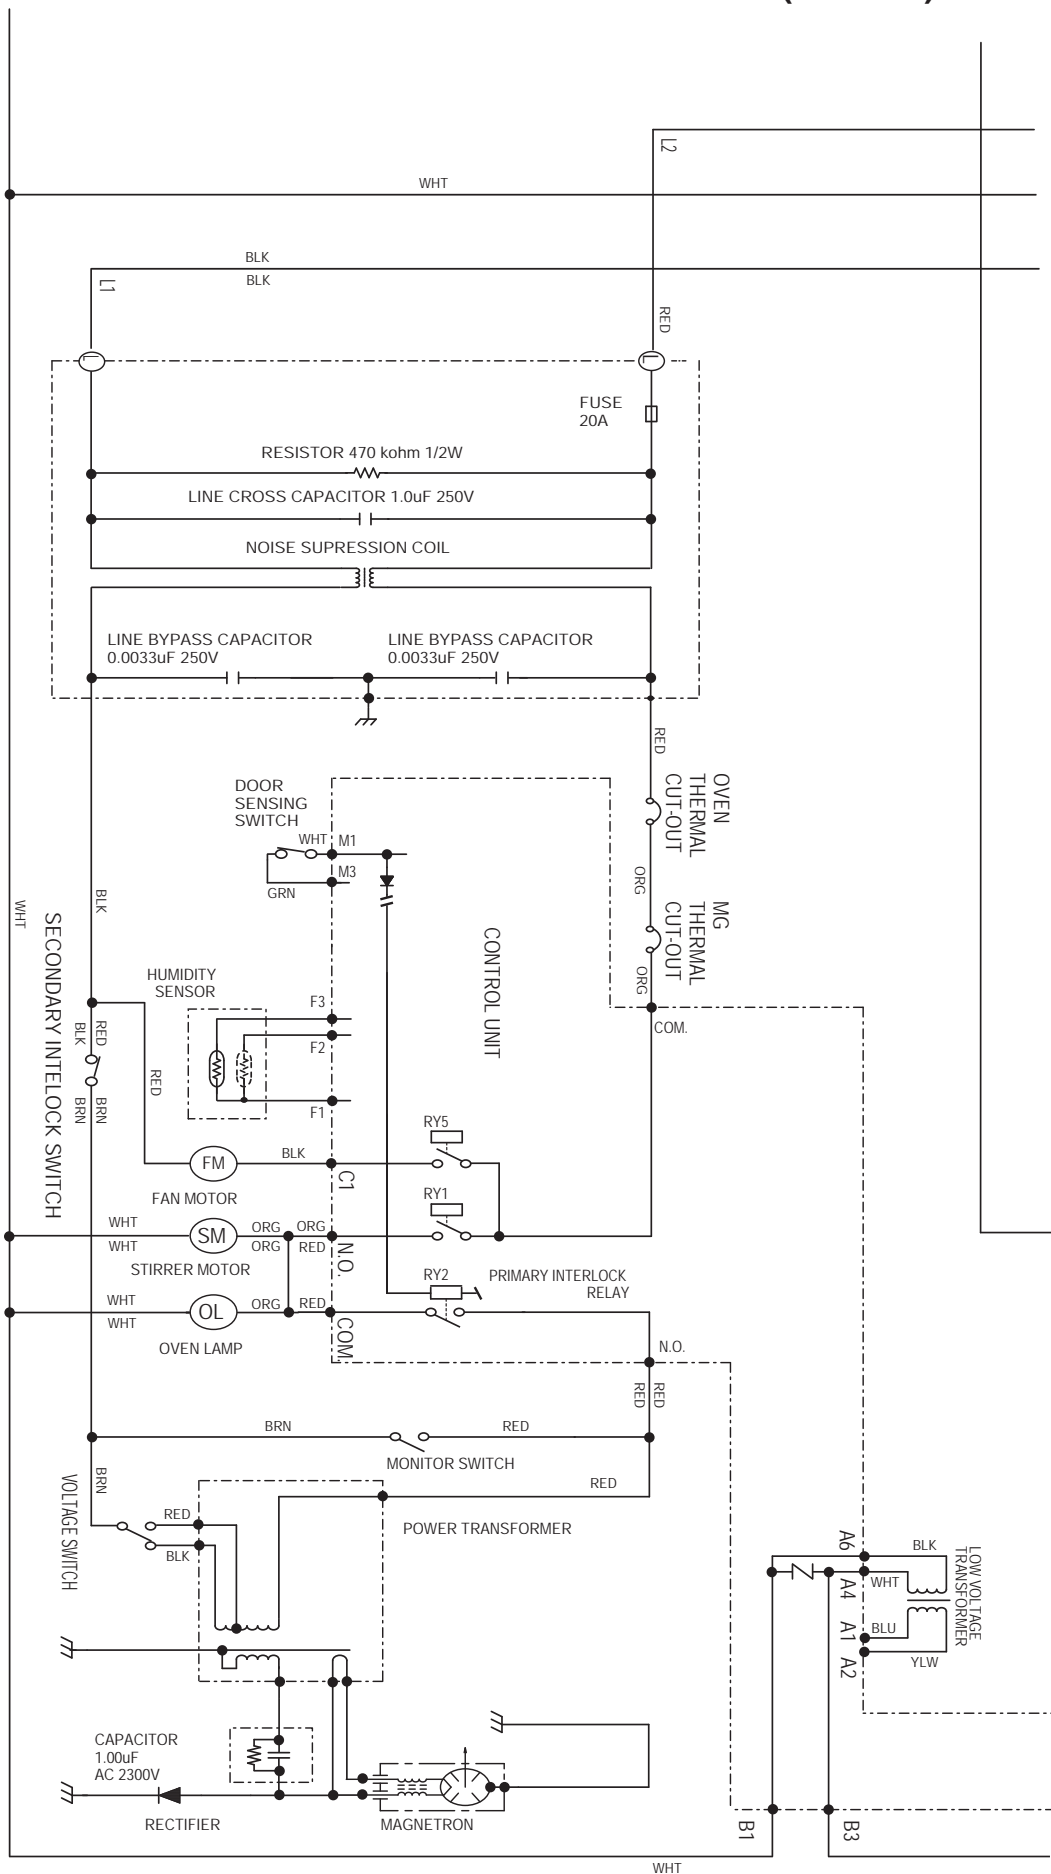 L2
WHT
BLK
BLK
L1
RED
L
L
FUSE
20A
RESISTOR 470 kohm 1/2W
LINE CROSS CAPACITOR 1.0uF 250V
NOISE SUPRESSION COIL
LINE BYPASS CAPACITOR
0.0033uF 250V
LINE BYPASS CAPACITOR
0.0033uF 250V
RED
OVEN
THERMAL
CUT-OUT
DOOR
SENSING
SWITCH
WHT
M1
M3
GRN
ORG
MG
THERMAL
CUT-OUT
BLK
WHT
SECONDARY INTELOCK SWITCH
CONTROL UNIT
HUMIDITY
SENSOR
ORG
F3
COM.
F2
RED
BLK
RED
BRN
BRN
F1
RY5
FM
BLK
C1
FAN MOTOR
RY1
WHT
WHT
SM
ORG
ORG
ORG
RED
N.O.
STIRRER MOTOR
RY2
PRIMARY INTERLOCK
RELAY
WHT
WHT
OL
ORG
RED
COM.
OVEN LAMP
N.O.
RED
RED
BRN
RED
MONITOR SWITCH
BRN
VOLTAGE SWITCH
RED
RED
BLK
POWER TRANSFORMER
A6
BLK
LOW VOLTAGE
TRANSFORMER
WHT
A4
A1
BLU
A2
YLW
CAPACITOR
1.00uF
AC 2300V
RECTIFIER
MAGNETRON
B1
B3
WHT